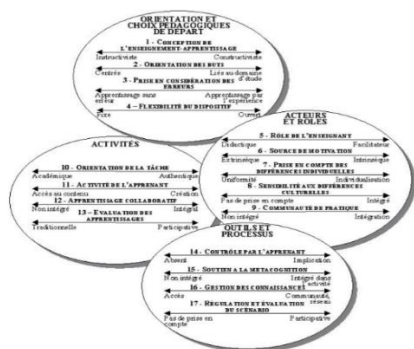 ORIENTATION ET
CHOIX PEDAGOGIQUES
DE DÉPART
1 - CONCEPTION DE
L'ENSEIGNEMENT-APPRENTISSAGE
Instructiviste Constructiviste
2 - ORIENTATION DES BUTS
Centrés Liés au domaine
d'étude
3 - PRISE EN CONSIDÉRATION DES
ERREURS
Apprentissage sans Apprentissage par
erreur l'expérience
4 - FLEXIBILITÉ DU DISPOSITIF
Fixe Ouvert
ACTEURS
ET ROLES
5 - RÔLE DE L'ENSEIGNANT
Didactique Facilitateur
6 - SOURCE DE MOTIVATION
Extrinsèque Intrinsèque
7 - PRISE EN COMPTE DES
DIFFÉRENCES INDIVIDUELLES
Uniformité Individualisation
8 - SENSIBILITÉ AUX DIFFÉRENCES
CULTURELLES
Pas de prise en compte Intégré
9 - COMMUNAUTÉ DE PRATIQUE
Non intégré Intégration
ACTIVITÉS
10 - ORIENTATION DE LA TÂCHE
Académique Authentique
11 - ACTIVITÉ DE L'APPRENANT
Accès au contenu Création
12 - APPRENTISSAGE COLLABORATIF
Non intégré Intégral
13 - EVALUATION DES
APPRENTISSAGES
Traditionnelle Participative
OUTILS ET
PROCESSUS
14 - CONTRÔLE PAR L'APPRENANT
Absent Implication
15 - SOUTIEN A LA METACOGNITION
Non intégré Intégré dans
l'activité
16 - GESTION DES CONNAISSANCES
Accès Communauté,
réseau
17 - RÉGULATION ET ÉVALUATION
DU SCÉNARIO
Pas de prise en Participative
compte